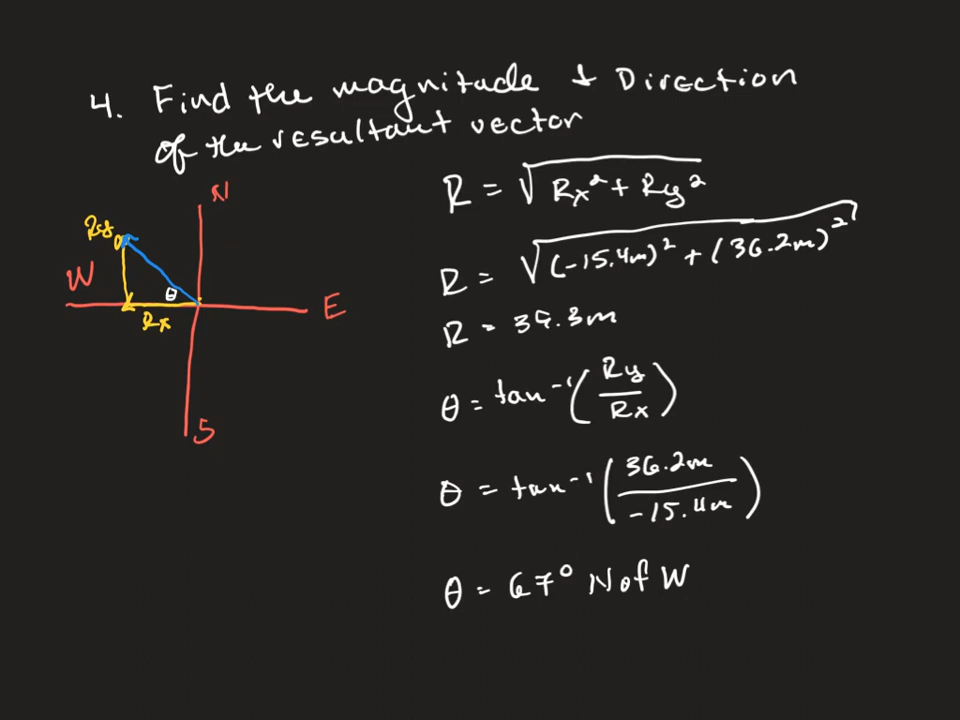 4. Find the magnitude & Direction
of the resultant vector
N
W
E
S
Ry
θ
Rx
R = √(Rx² + Ry²)
R = √((-15.4m)² + (36.2m)²)
R = 39.3m
θ = tan⁻¹(Ry/Rx)
θ = tan⁻¹(36.2m/-15.4m)
θ = 67° N of W